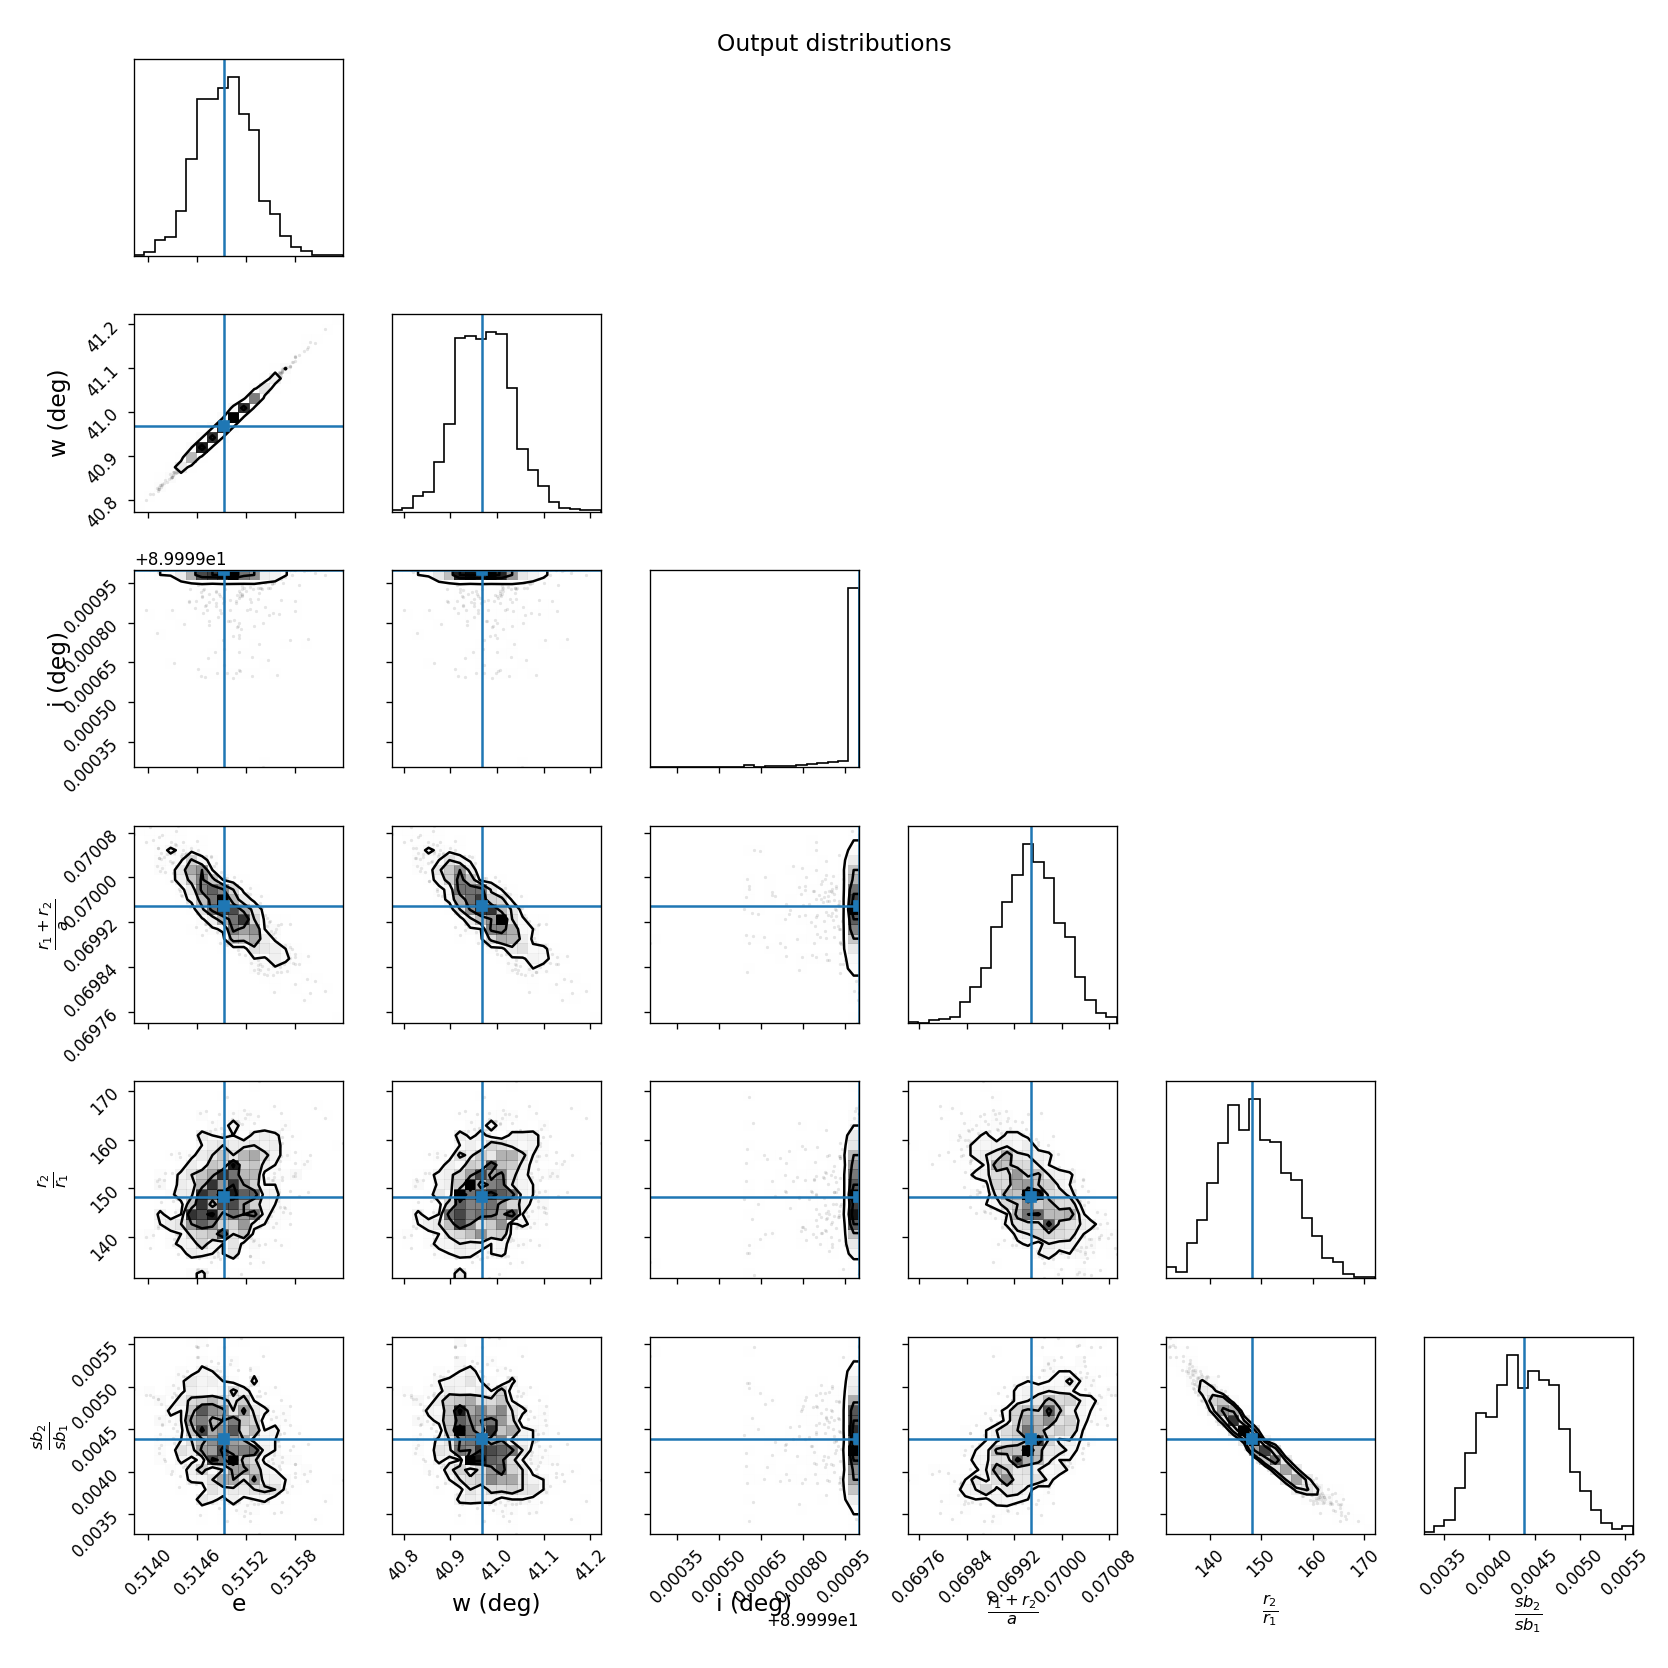 Output distributions
w (deg)
41.2
41.1
41.0
40.9
40.8
+8.9999e1
i (deg)
0.00095
0.00080
0.00065
0.00050
0.00035
r1 + r2
a
0.07008
0.07000
0.06992
0.06984
0.06976
r2
r1
170
160
150
140
sb2
sb1
0.0055
0.0050
0.0045
0.0040
0.0035
0.5140 0.5146 0.5152 0.5158
40.8 40.9 41.0 41.1 41.2
0.00035 0.00050 0.00065 0.00080 0.00095
0.06976 0.06984 0.06992 0.07000 0.07008
140 150 160 170
0.0035 0.0040 0.0045 0.0050 0.0055
e
w (deg)
i (deg)
+8.9999e1
r1 + r2
a
r2
r1
sb2
sb1